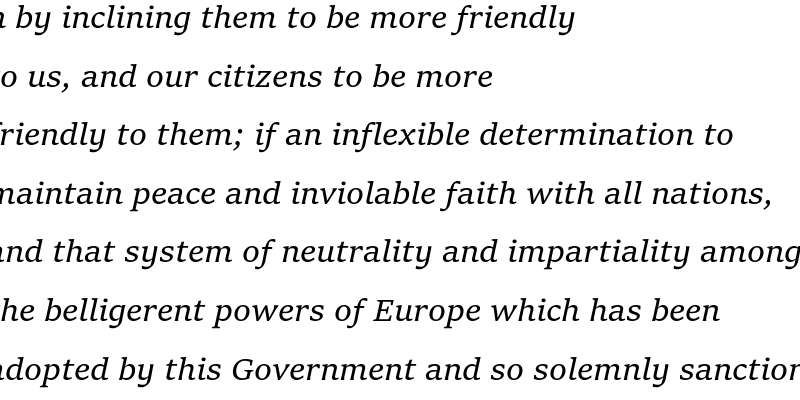 by inclining them to be more friendly
to us, and our citizens to be more
friendly to them; if an inflexible determination to
maintain peace and inviolable faith with all nations,
and that system of neutrality and impartiality among
the belligerent powers of Europe which has been
adopted by this Government and so solemnly